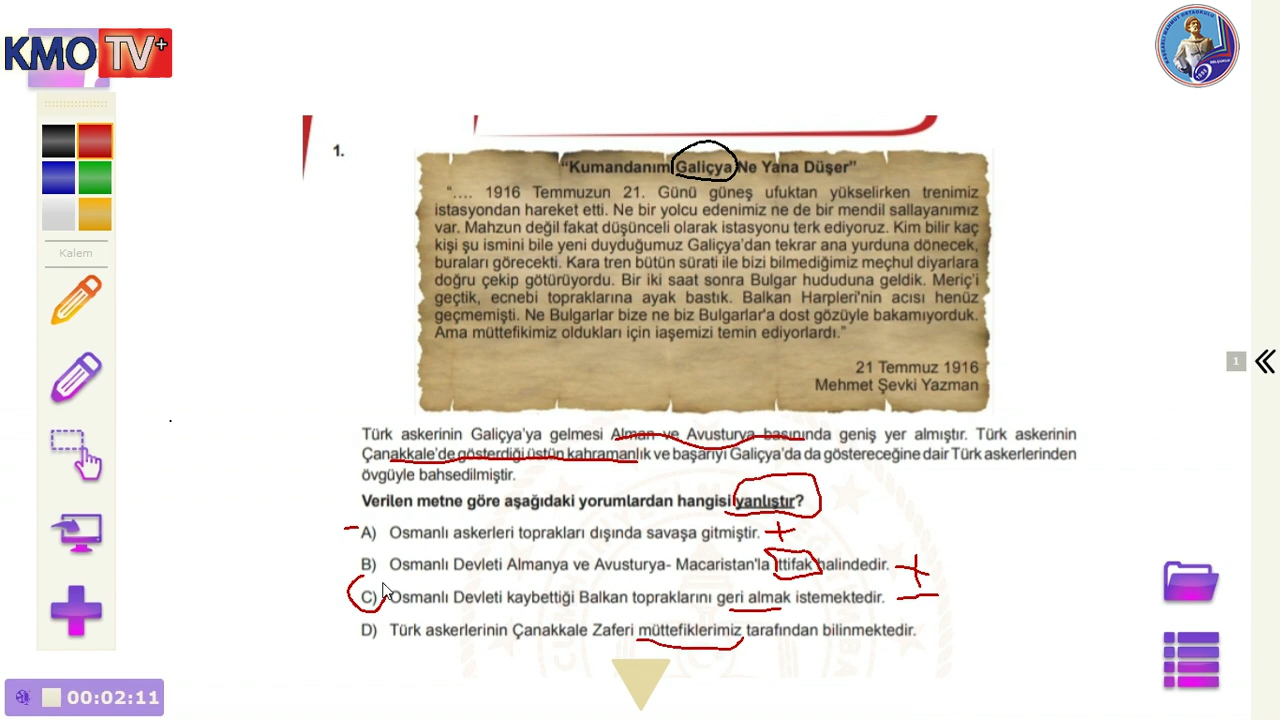 KMO TV+
Kalem
1.
“Kumandanım Galiçya Ne Yana Düşer”
“.... 1916 Temmuzun 21. Günü güneş ufuktan yükselirken trenimiz
istasyondan hareket etti. Ne bir yolcu edenimiz ne de bir mendil sallayanımız
var. Mahzun değil fakat düşünceli olarak istasyonu terk ediyoruz. Kim bilir kaç
kişi şu ismini bile yeni duyduğumuz Galiçya’dan tekrar ana yurduna dönecek,
buraları görecekti. Kara tren bütün sürati ile bizi bilmediğimiz meçhul diyarlara
doğru çekip götürüyordu. Bir iki saat sonra Bulgar hududuna geldik. Meriç’i
geçtik, ecnebi topraklarına ayak bastık. Balkan Harpleri'nin acısı henüz
geçmemişti. Ne Bulgarlar bize ne biz Bulgarlar'a dost gözüyle bakamıyorduk.
Ama müttefikimiz oldukları için iaşemizi temin ediyorlardı.”
21 Temmuz 1916
Mehmet Şevki Yazman
Türk askerinin Galiçya’ya gelmesi Alman ve Avusturya basınında geniş yer almıştır. Türk askerinin
Çanakkale’de gösterdiği üstün kahramanlık ve başarıyı Galiçya’da da göstereceğine dair Türk askerlerinden
övgüyle bahsedilmiştir.
Verilen metne göre aşağıdaki yorumlardan hangisi yanlıştır?
A) Osmanlı askerleri toprakları dışında savaşa gitmiştir.
B) Osmanlı Devleti Almanya ve Avusturya- Macaristan'la ittifak halindedir.
C) Osmanlı Devleti kaybettiği Balkan topraklarını geri almak istemektedir.
D) Türk askerlerinin Çanakkale Zaferi müttefiklerimiz tarafından bilinmektedir.
1
00:02:11